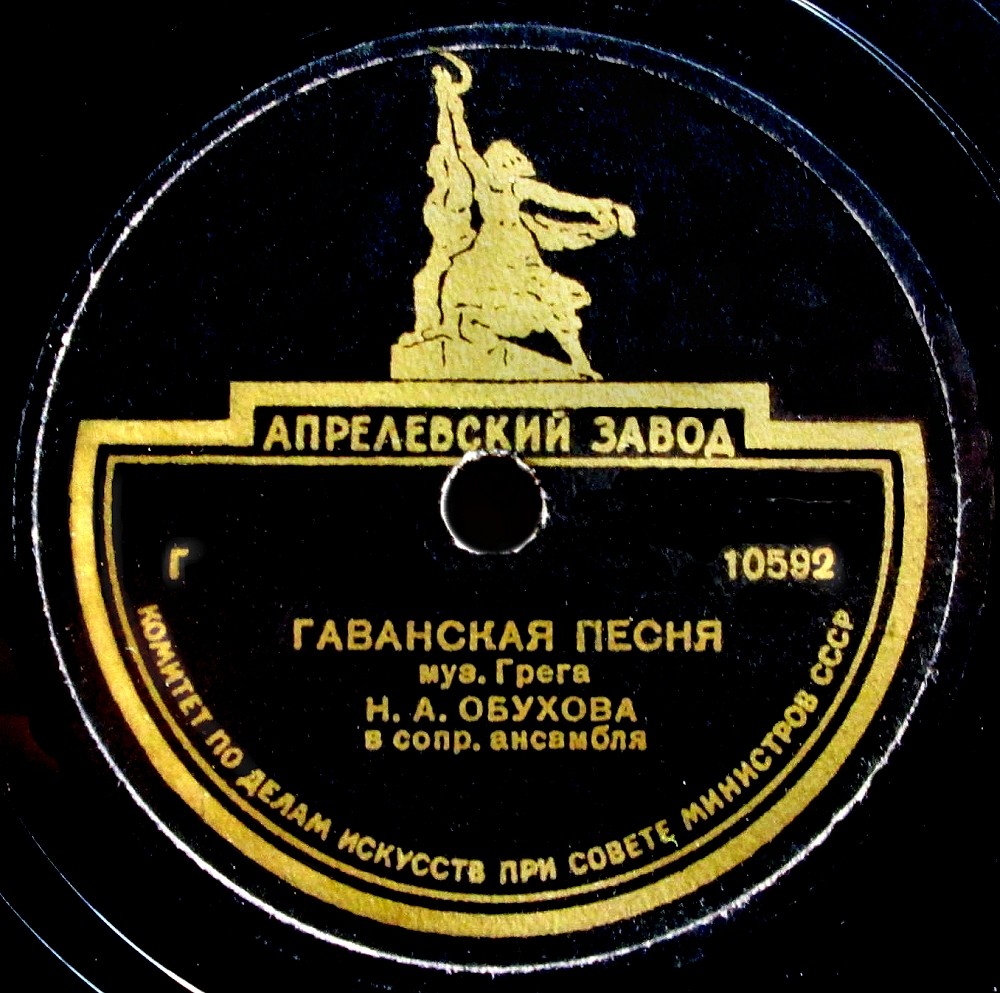 АПРЕЛЕВСКИЙ ЗАВОД
Г 10592
ГАВАНСКАЯ ПЕСНЯ
муз. Грега
Н. А. ОБУХОВА
в сопр. ансамбля
КОМИТЕТ ПО ДЕЛАМ ИСКУССТВ ПРИ СОВЕТЕ МИНИСТРОВ СССР